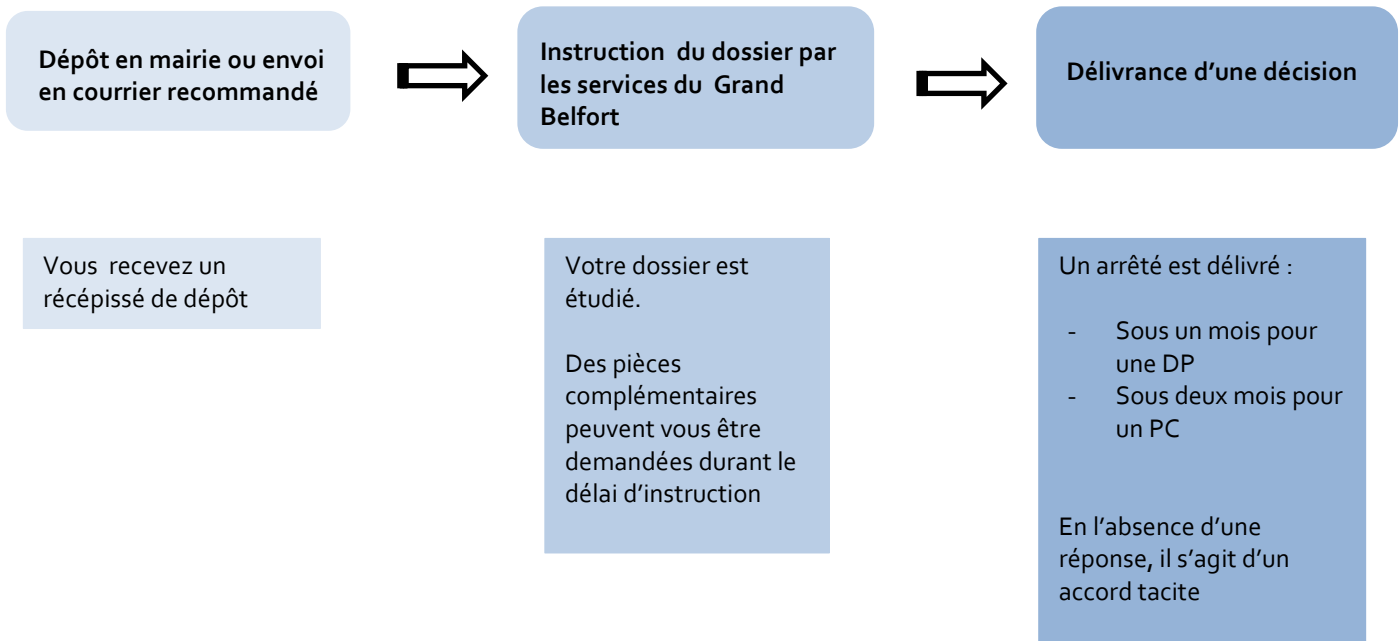 Dépôt en mairie ou envoi
en courrier recommandé
Instruction du dossier par
les services du Grand
Belfort
Délivrance d’une décision
Vous recevez un
récépissé de dépôt
Votre dossier est
étudié.
Des pièces
complémentaires
peuvent vous être
demandées durant le
délai d’instruction
Un arrêté est délivré :
- Sous un mois pour
une DP
- Sous deux mois pour
un PC
En l’absence d’une
réponse, il s’agit d’un
accord tacite